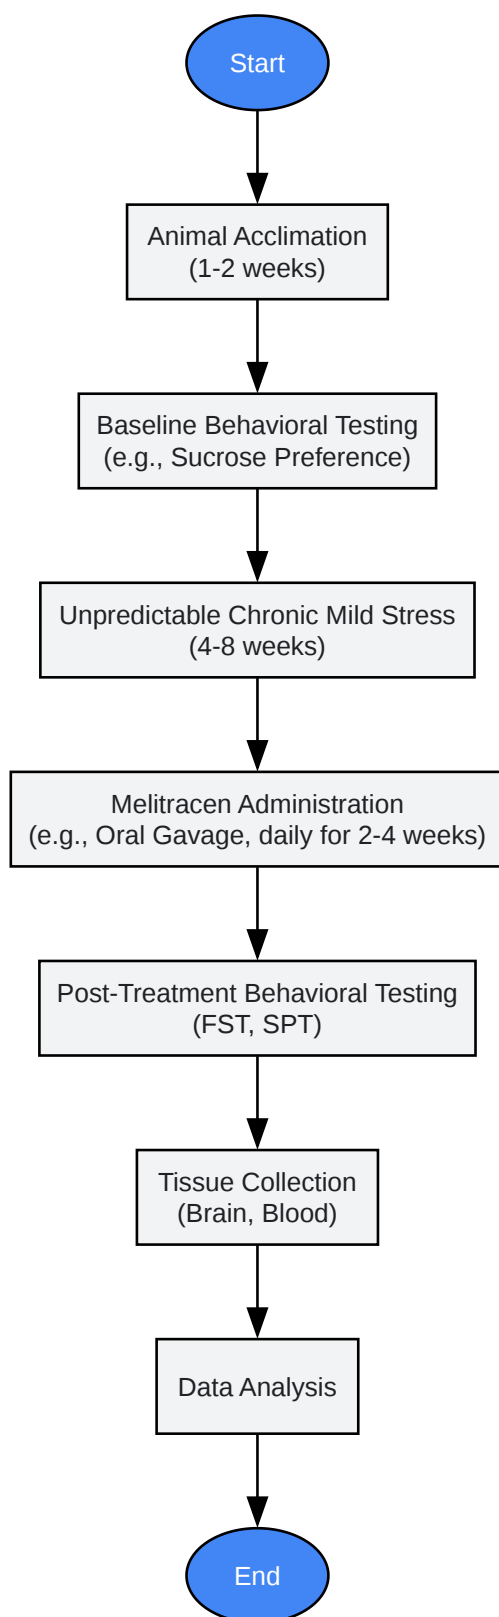 Start
Animal Acclimation
(1-2 weeks)
Baseline Behavioral Testing
(e.g., Sucrose Preference)
Unpredictable Chronic Mild Stress
(4-8 weeks)
Melitracen Administration
(e.g., Oral Gavage, daily for 2-4 weeks)
Post-Treatment Behavioral Testing
(FST, SPT)
Tissue Collection
(Brain, Blood)
Data Analysis
End